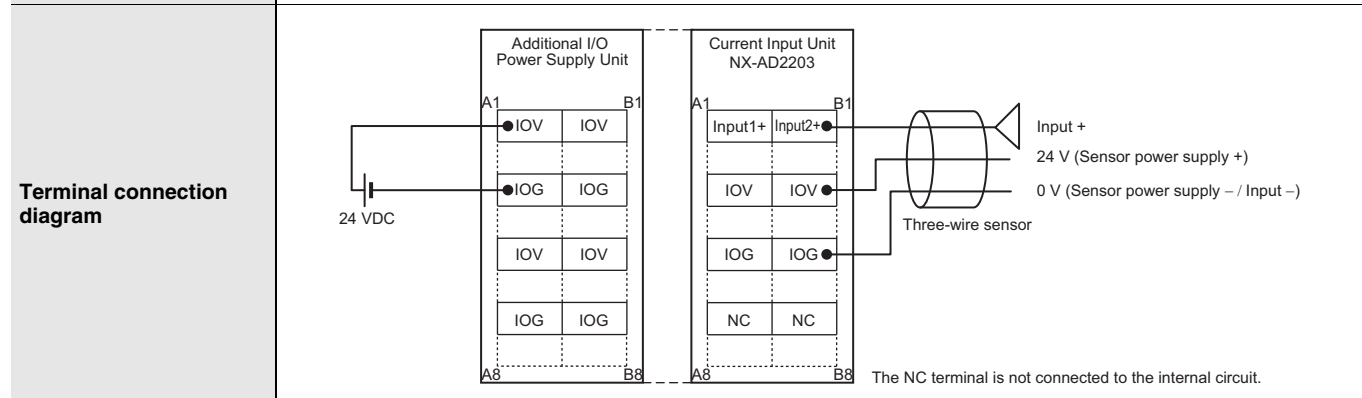 Terminal connection
diagram
Additional I/O
Power Supply Unit
A1 B1
IOV IOV
IOG IOG
IOV IOV
IOG IOG
A8 B8
24 VDC
Current Input Unit
NX-AD2203
A1 B1
Input1+ Input2+
IOV IOV
IOG IOG
NC NC
A8 B8
Input +
24 V (Sensor power supply +)
0 V (Sensor power supply − / Input −)
Three-wire sensor
The NC terminal is not connected to the internal circuit.